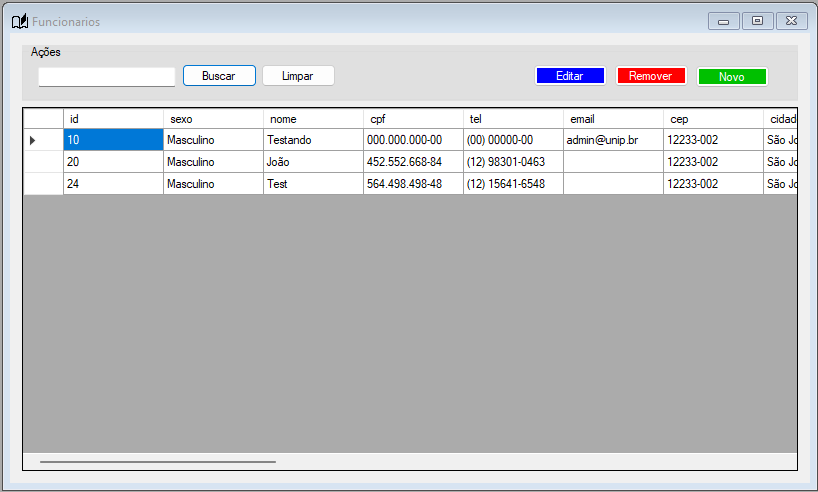 Funcionarios
Ações
Buscar Limpar Editar Remover Novo
id sexo nome cpf tel email cep cidad
10 Masculino Testando 000.000.000-00 (00) 00000-00 admin@unip.br 12233-002 São Jo
20 Masculino João 452.552.668-84 (12) 98301-0463 12233-002 São Jo
24 Masculino Test 564.498.498-48 (12) 15641-6548 12233-002 São Jo